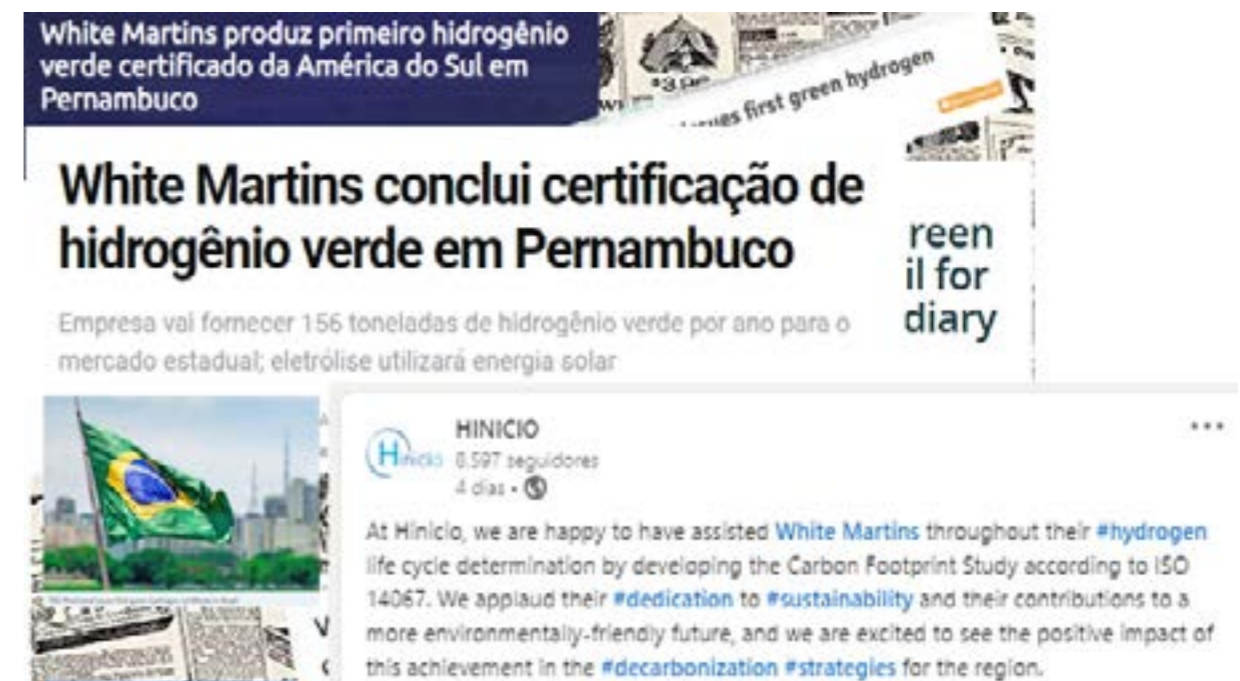 White Martins produz primeiro hidrogênio
verde certificado da América do Sul em
Pernambuco
first green hydrogen
White Martins conclui certificação de
hidrogênio verde em Pernambuco
Empresa vai fornecer 156 toneladas de hidrogênio verde por ano para o
mercado estadual; eletrólise utilizará energia solar
reen
il for
diary
HINICIO
Hinicio
8.597 seguidores
4 dias •
At Hinicio, we are happy to have assisted White Martins throughout their #hydrogen
life cycle determination by developing the Carbon Footprint Study according to ISO
14067. We applaud their #dedication to #sustainability and their contributions to a
more environmentally-friendly future, and we are excited to see the positive impact of
this achievement in the #decarbonization #strategies for the region.